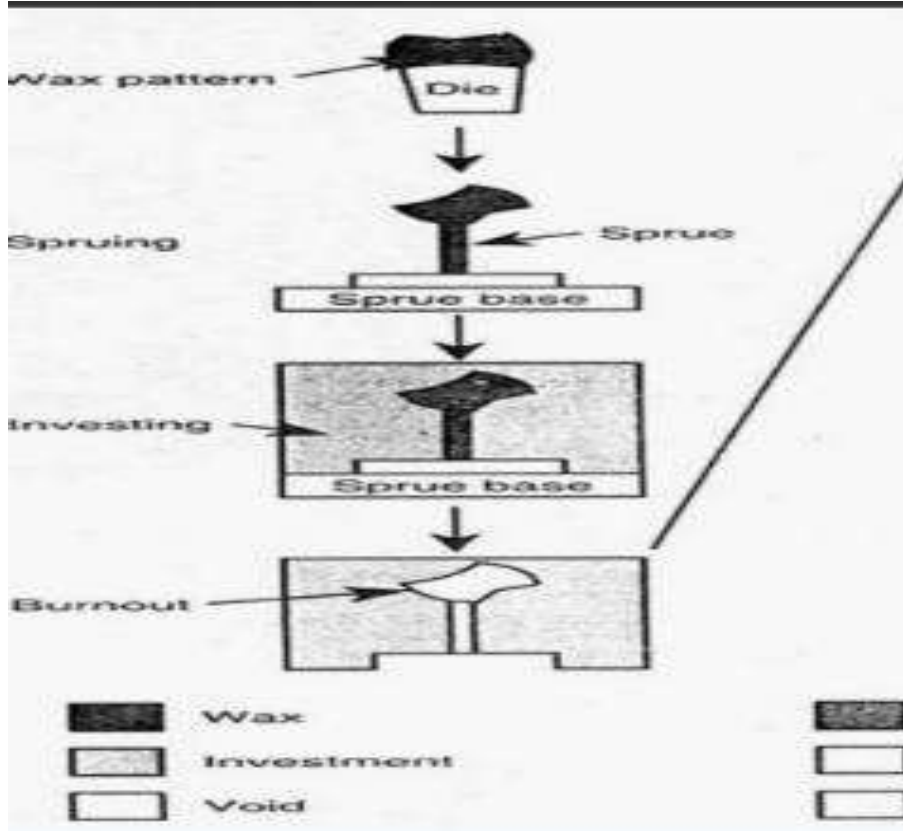 Wax pattern
Die
Spruing
Sprue
Sprue base
Investing
Sprue base
Burnout
Wax
Investment
Void